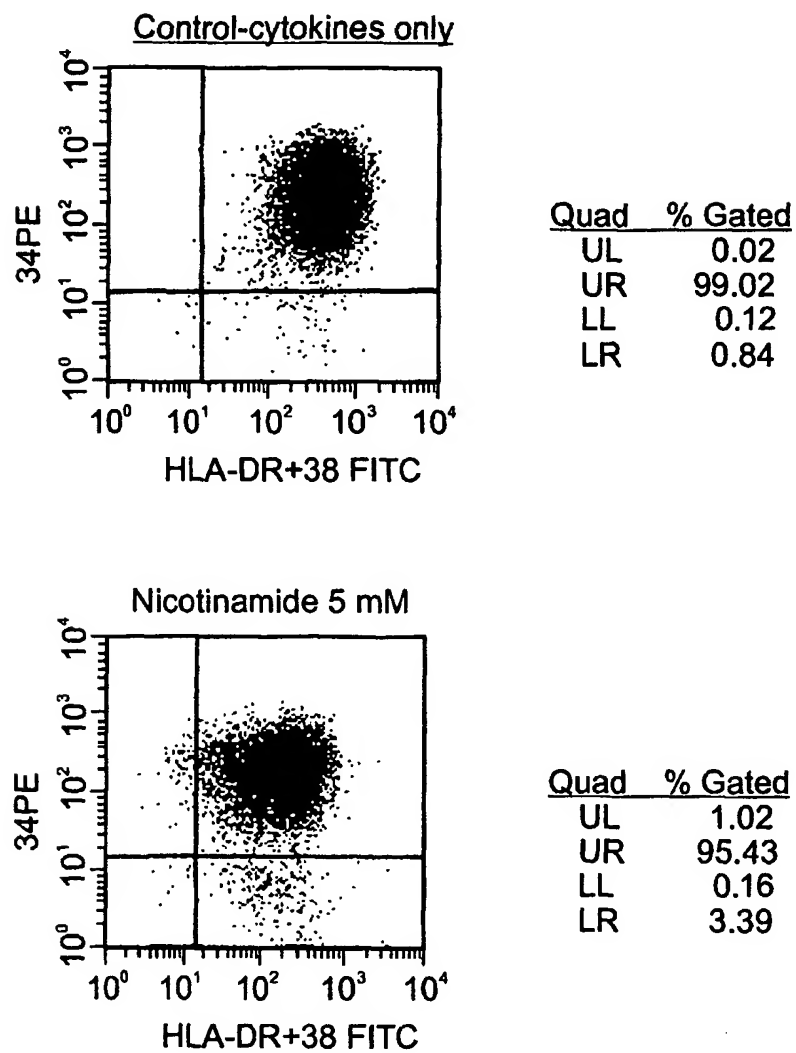 Control-cytokines only
10⁴
10³
10²
10¹
10⁰
34PE
10⁰ 10¹ 10² 10³ 10⁴
HLA-DR+38 FITC
Quad % Gated
UL 0.02
UR 99.02
LL 0.12
LR 0.84
Nicotinamide 5 mM
10⁴
10³
10²
10¹
10⁰
34PE
10⁰ 10¹ 10² 10³ 10⁴
HLA-DR+38 FITC
Quad % Gated
UL 1.02
UR 95.43
LL 0.16
LR 3.39